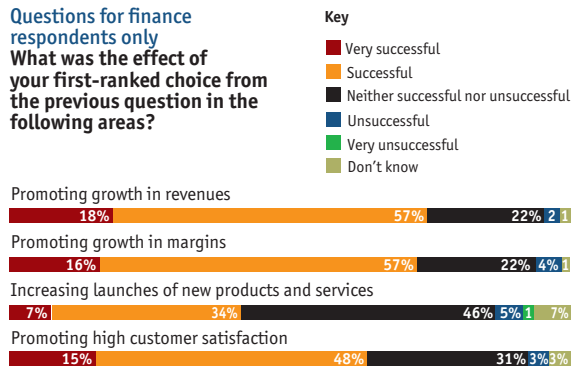 Questions for finance
respondents only
What was the effect of
your first-ranked choice from
the previous question in the
following areas?
Key
Very successful
Successful
Neither successful nor unsuccessful
Unsuccessful
Very unsuccessful
Don't know
Promoting growth in revenues
18% 57% 22% 2 1
Promoting growth in margins
16% 57% 22% 4% 1
Increasing launches of new products and services
7% 34% 46% 5% 1 7%
Promoting high customer satisfaction
15% 48% 31% 3% 3%